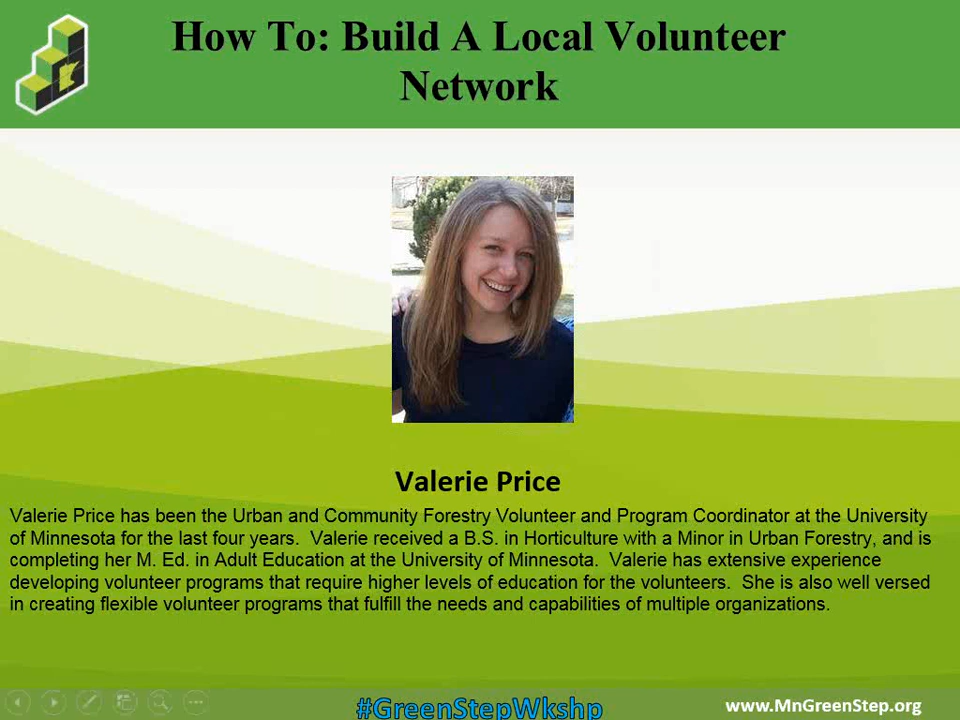 How To: Build A Local Volunteer
Network
Valerie Price
Valerie Price has been the Urban and Community Forestry Volunteer and Program Coordinator at the University
of Minnesota for the last four years.  Valerie received a B.S. in Horticulture with a Minor in Urban Forestry, and is
completing her M. Ed. in Adult Education at the University of Minnesota.  Valerie has extensive experience
developing volunteer programs that require higher levels of education for the volunteers.  She is also well versed
in creating flexible volunteer programs that fulfill the needs and capabilities of multiple organizations.
#GreenStepWkshp
www.MnGreenStep.org